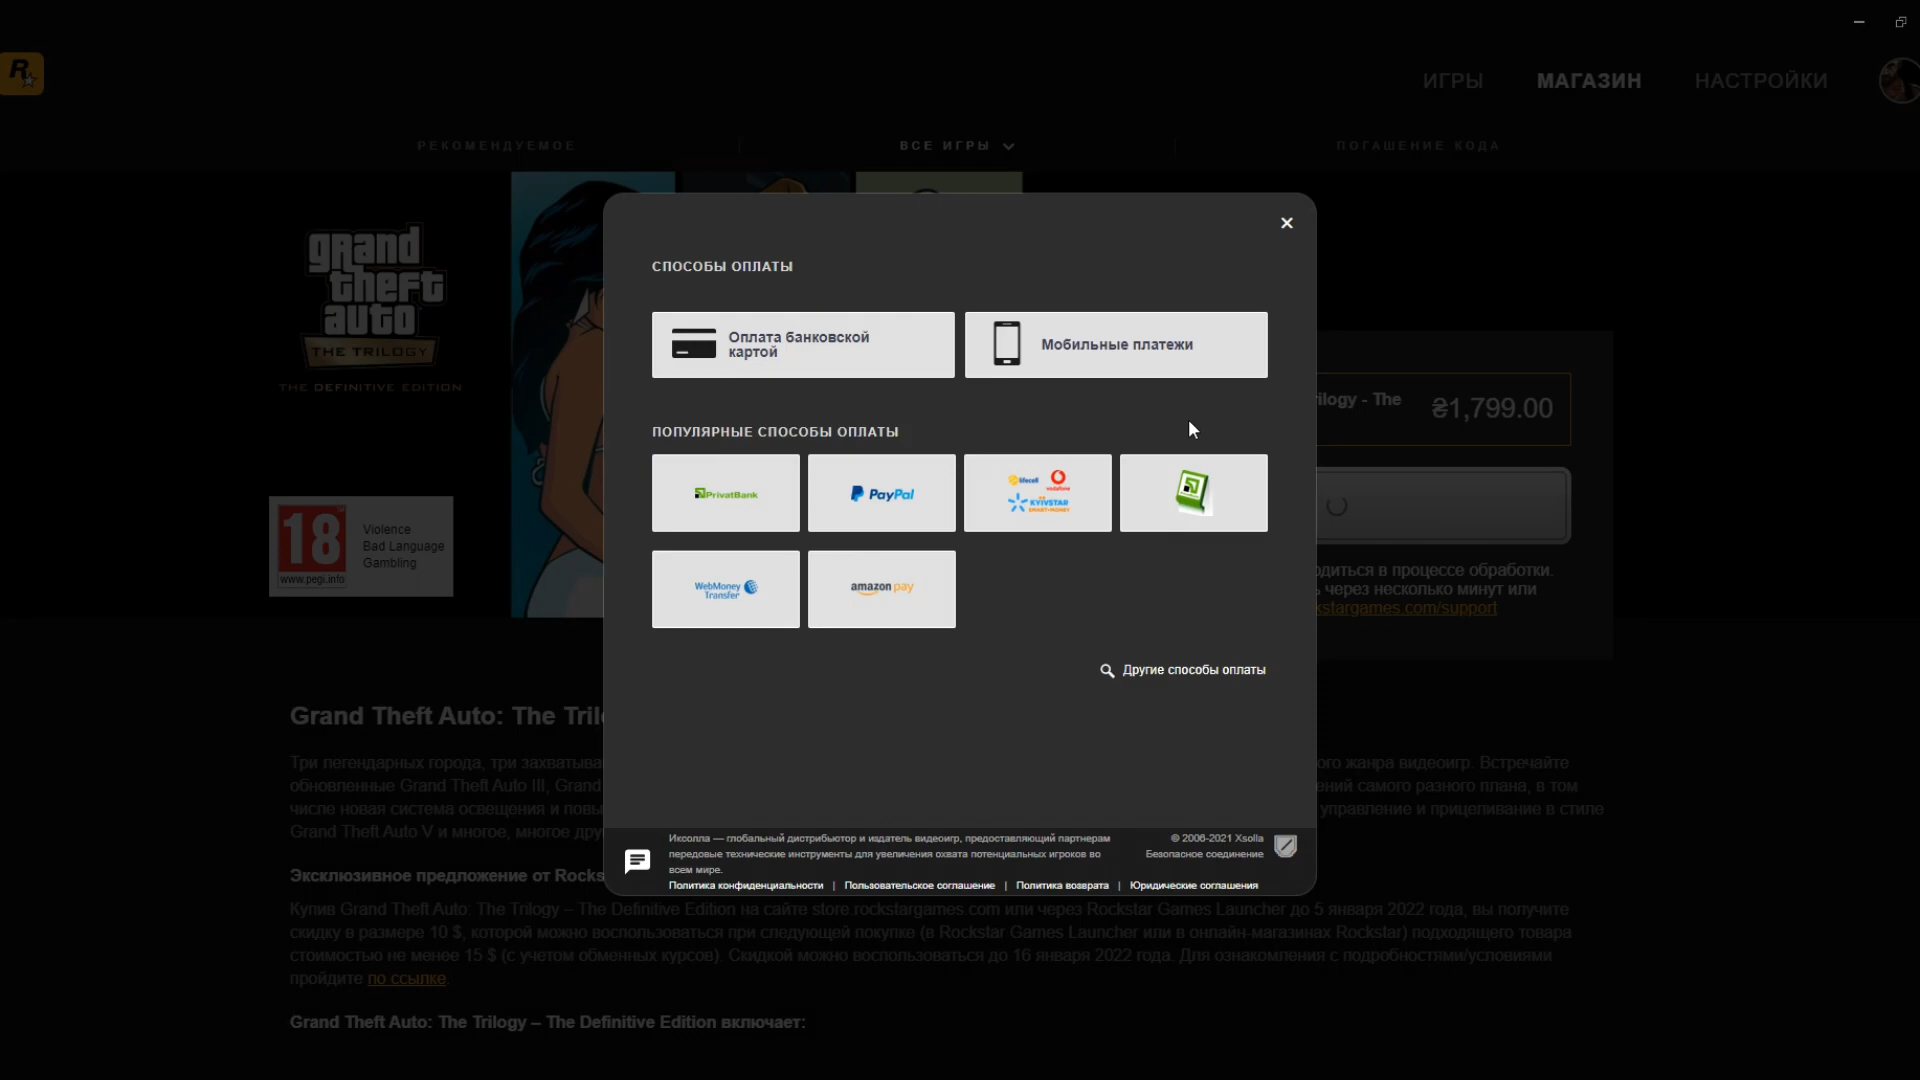 R
ИГРЫ
МАГАЗИН
НАСТРОЙКИ
РЕКОМЕНДУЕМОЕ
ВСЕ ИГРЫ
ПОГАШЕНИЕ КОДА
grand
theft
auto
THE TRILOGY
THE DEFINITIVE EDITION
18
www.pegi.info
Violence
Bad Language
Gambling
СПОСОБЫ ОПЛАТЫ
Оплата банковской
картой
Мобильные платежи
ПОПУЛЯРНЫЕ СПОСОБЫ ОПЛАТЫ
PrivatBank
PayPal
lifecell
vodafone
KYIVSTAR
SMART-MONEY
WebMoney
Transfer
amazon pay
Другие способы оплаты
rilogy - The
₴1,799.00
одиться в процессе обработки.
ь через несколько минут или
kstargames.com/support
Grand Theft Auto: The Tril
Три легендарных города, три захватыва
ого жанра видеоигр. Встречайте
обновленные Grand Theft Auto III, Grand
ений самого разного плана, в том
числе новая система освещения и повы
управление и прицеливание в стиле
Grand Theft Auto V и многое, многое дру
Иксолла — глобальный дистрибьютор и издатель видеоигр, предоставляющий партнерам
передовые технические инструменты для увеличения охвата потенциальных игроков во
всем мире.
© 2006-2021 Xsolla
Безопасное соединение
Политика конфиденциальности | Пользовательское соглашение | Политика возврата | Юридические соглашения
Эксклюзивное предложение от Rocks
Купив Grand Theft Auto: The Trilogy – The Definitive Edition на сайте store.rockstargames.com или через Rockstar Games Launcher до 5 января 2022 года, вы получите
скидку в размере 10 $, которой можно воспользоваться при следующей покупке (в Rockstar Games Launcher или в онлайн-магазинах Rockstar) подходящего товара
стоимостью не менее 15 $ (с учетом обменных курсов). Скидкой можно воспользоваться до 16 января 2022 года. Для ознакомления с подробностями/условиями
пройдите по ссылке.
Grand Theft Auto: The Trilogy – The Definitive Edition включает: